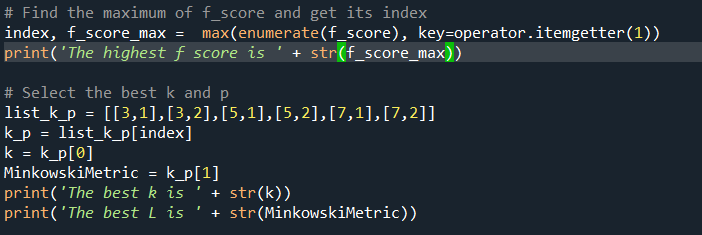 # Find the maximum of f_score and get its index
index, f_score_max =  max(enumerate(f_score), key=operator.itemgetter(1))
print('The highest f score is ' + str(f_score_max))
# Select the best k and p
list_k_p = [[3,1],[3,2],[5,1],[5,2],[7,1],[7,2]]
k_p = list_k_p[index]
k = k_p[0]
MinkowskiMetric = k_p[1]
print('The best k is ' + str(k))
print('The best L is ' + str(MinkowskiMetric))